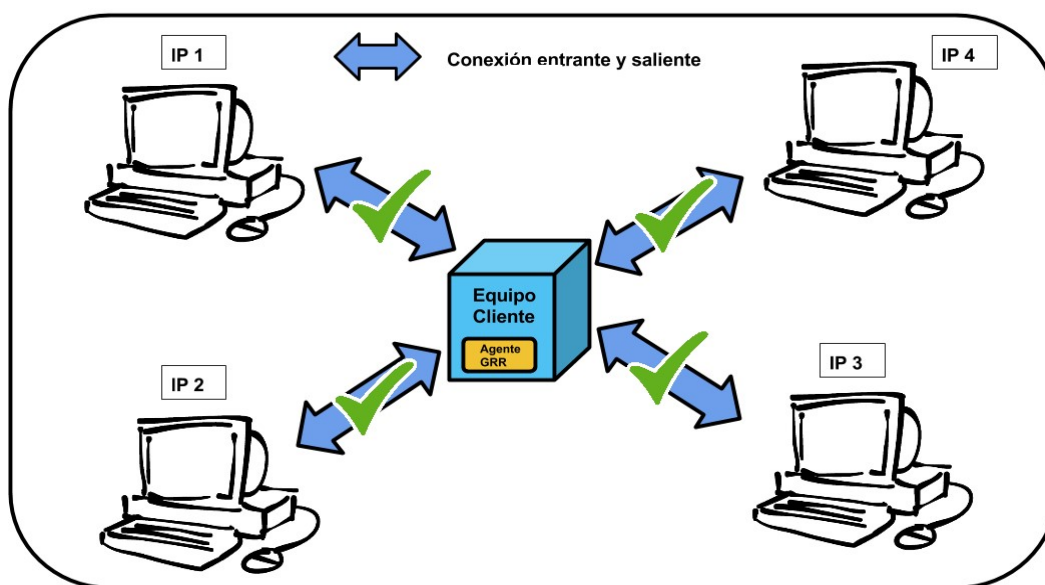 IP 1
Conexión entrante y saliente
IP 4
Equipo
Cliente
Agente
GRR
IP 2
IP 3